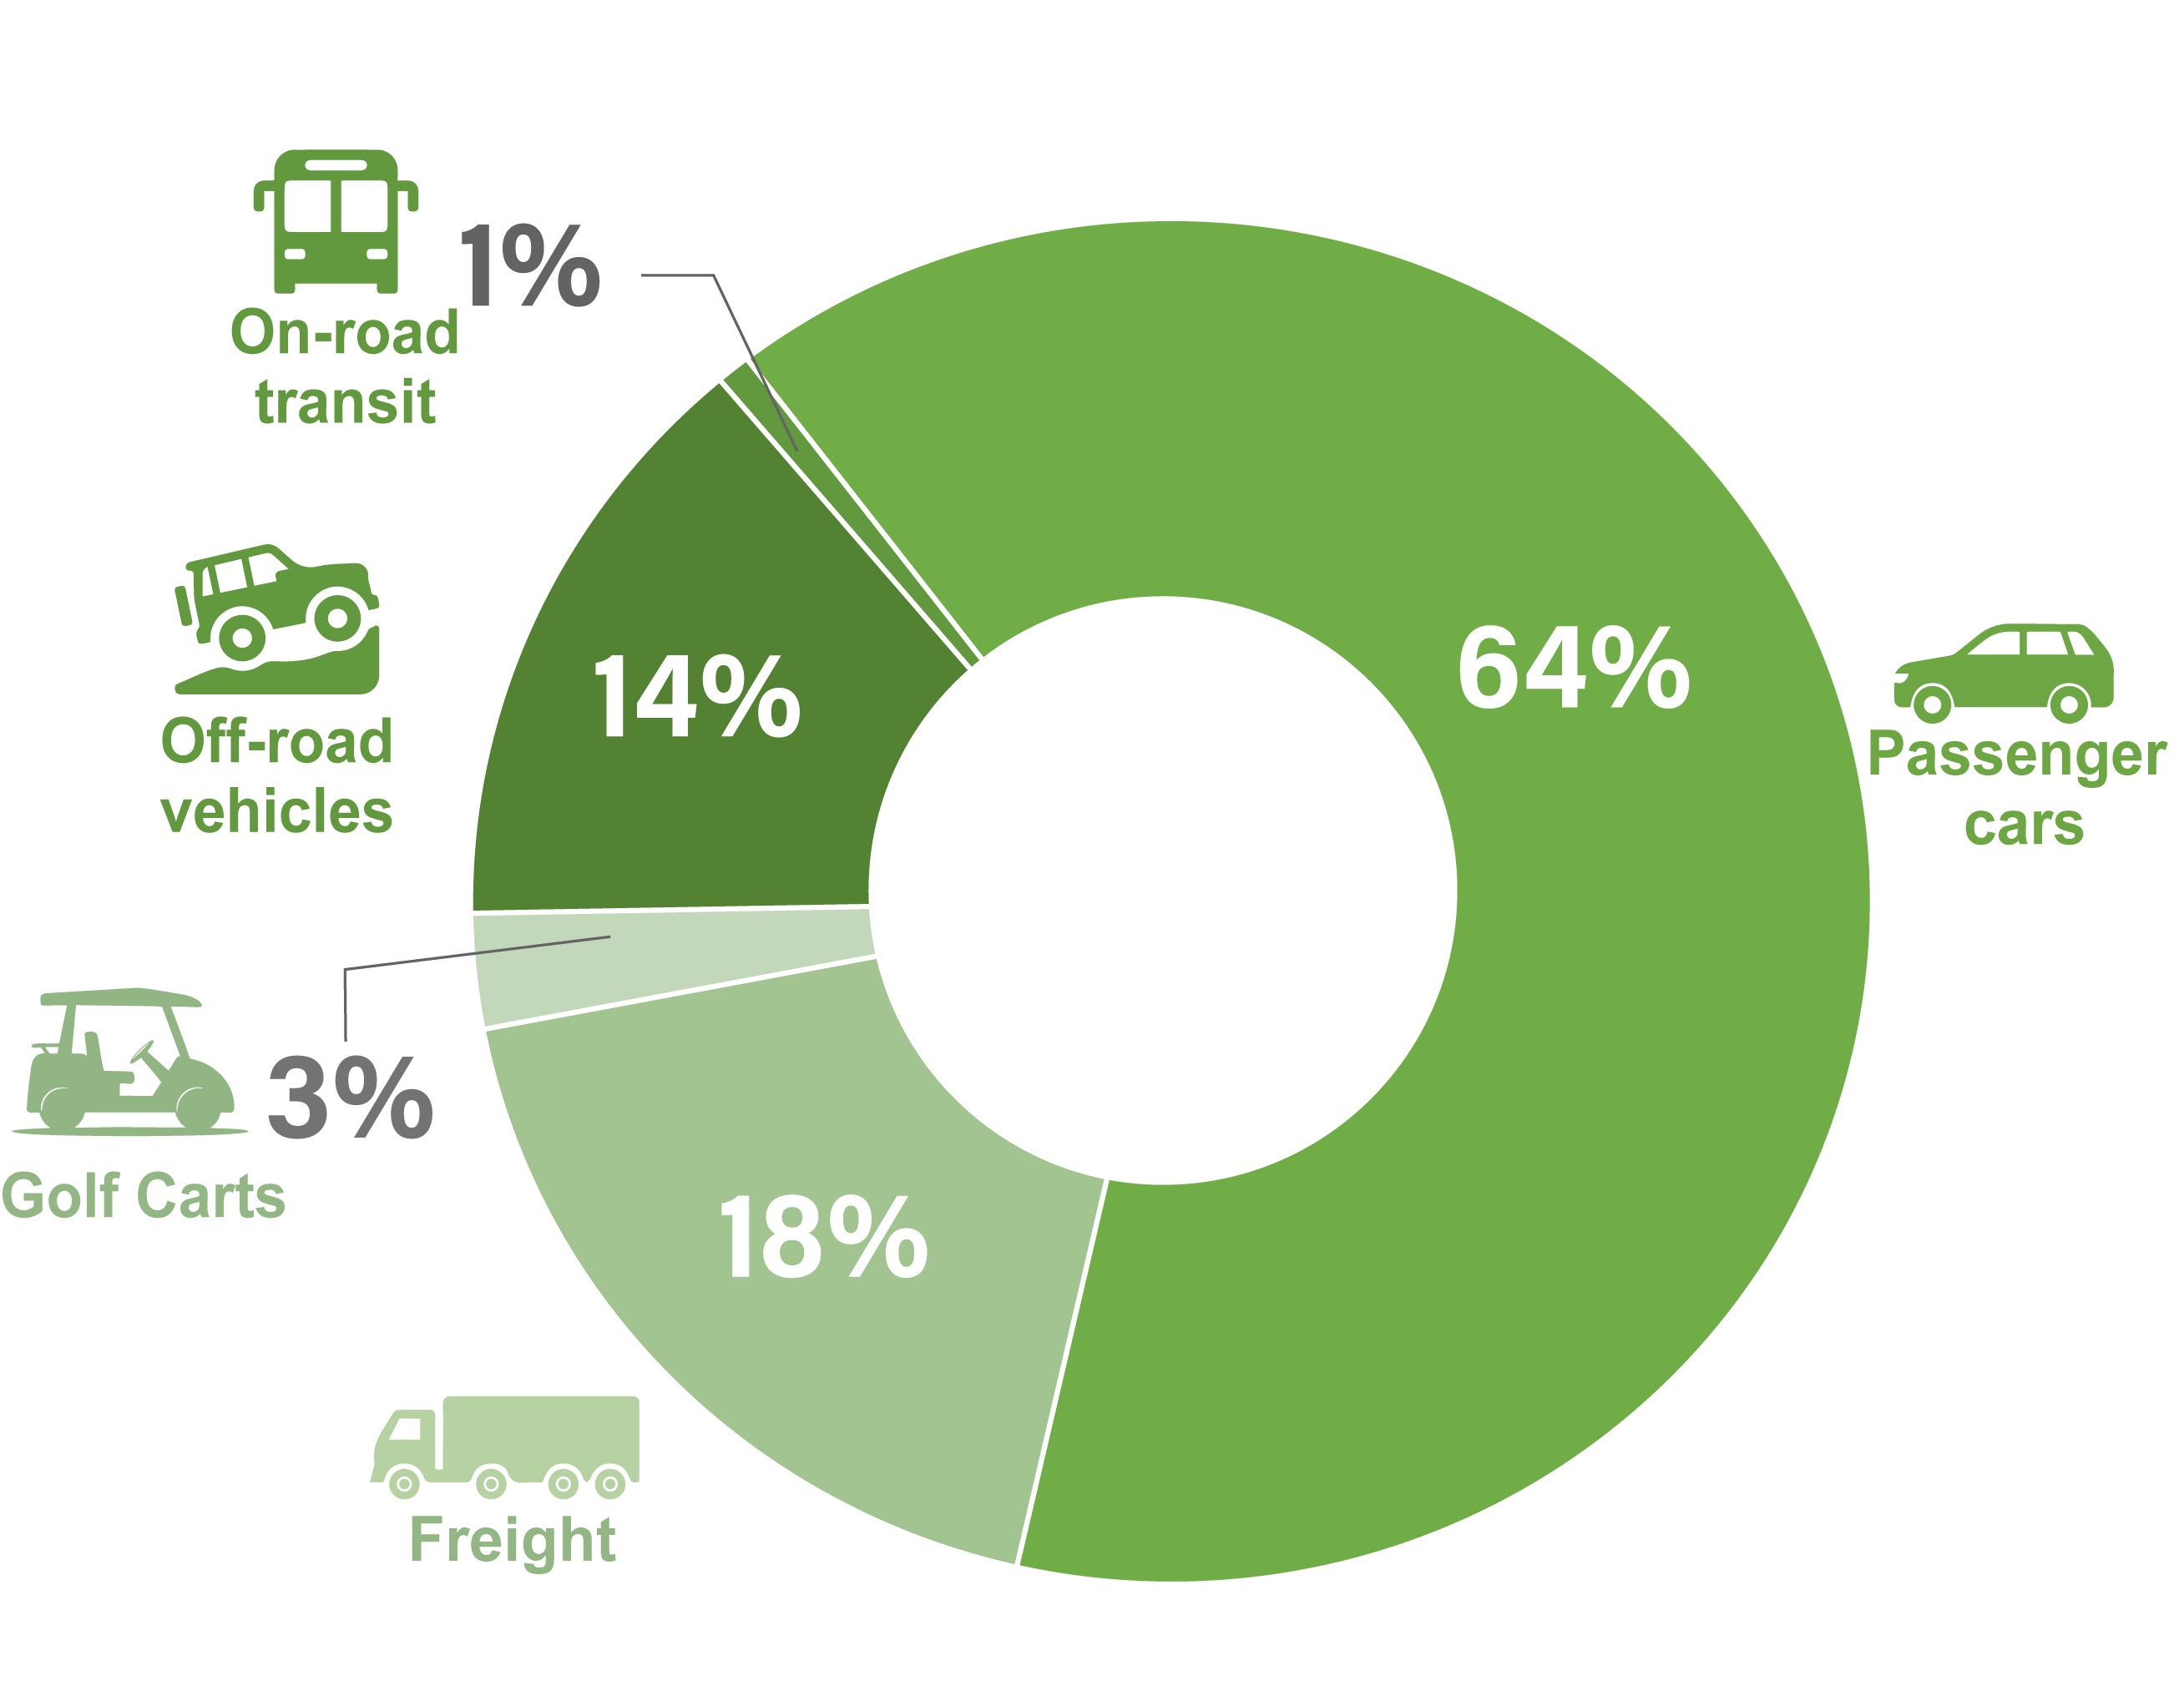 1%
On-road
transit
64%
14%
Passenger
cars
Off-road
vehicles
3%
Golf Carts
18%
Freight